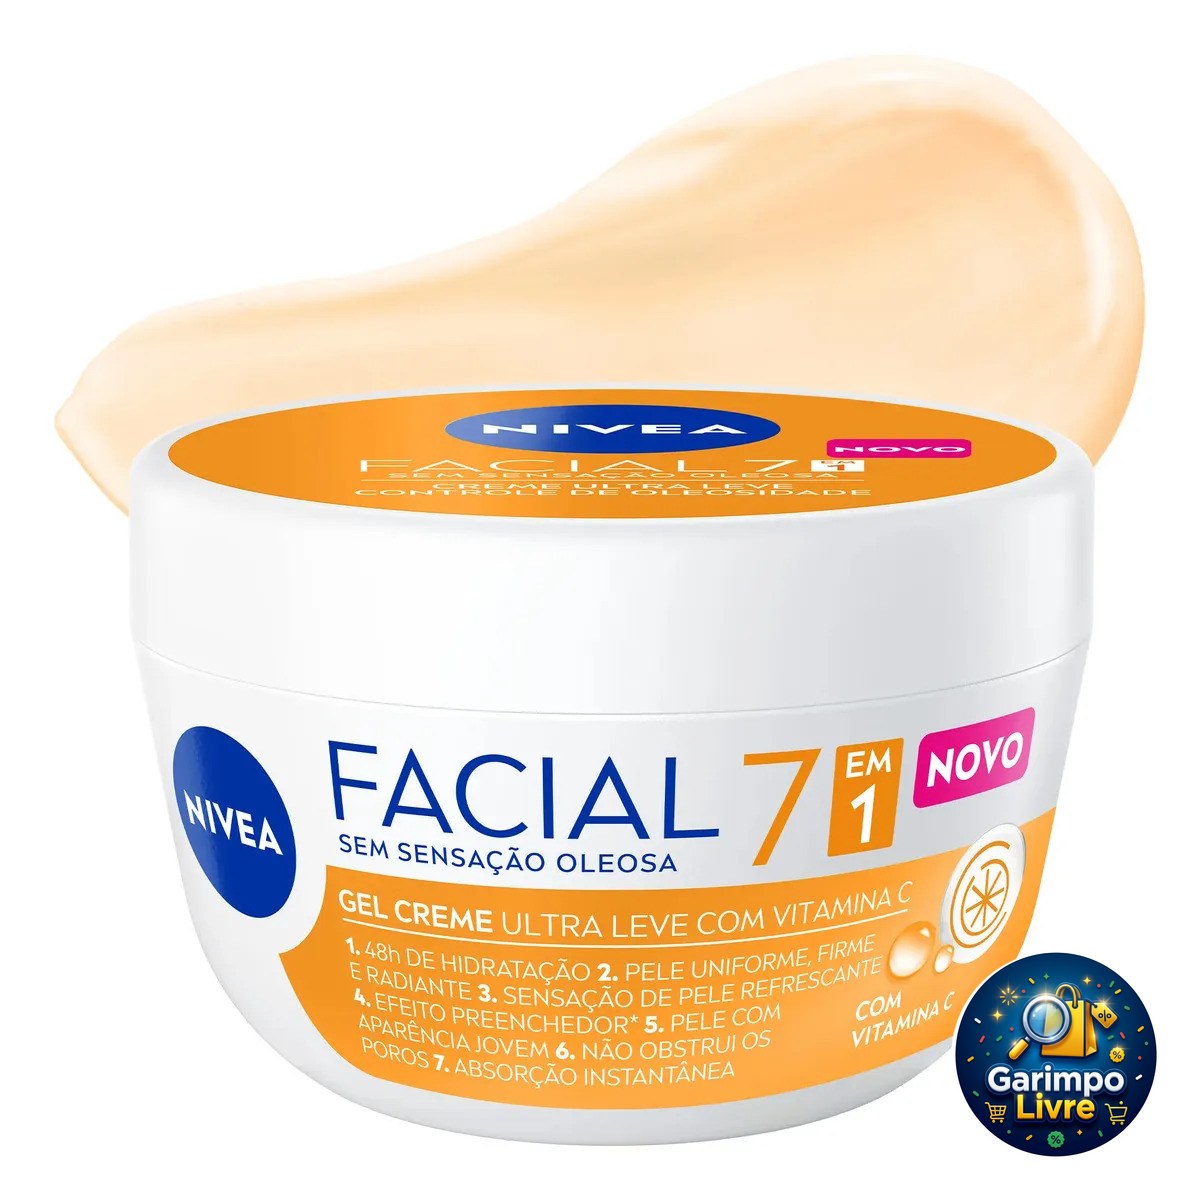 NIVEA
NOVO
FACIAL 7 EM 1
SEM SENSAÇÃO OLEOSA
CREME ULTRA LEVE
CONTROLE DE OLEOSIDADE
NIVEA
FACIAL 7 EM 1
NOVO
SEM SENSAÇÃO OLEOSA
GEL CREME ULTRA LEVE COM VITAMINA C
1. 48h DE HIDRATAÇÃO 2. PELE UNIFORME, FIRME
E RADIANTE 3. SENSAÇÃO DE PELE REFRESCANTE
4. EFEITO PREENCHEDOR* 5. PELE COM
APARÊNCIA JOVEM 6. NÃO OBSTRUI OS
POROS 7. ABSORÇÃO INSTANTÂNEA
COM
VITAMINA C
%
%
Garimpo
Livre
%